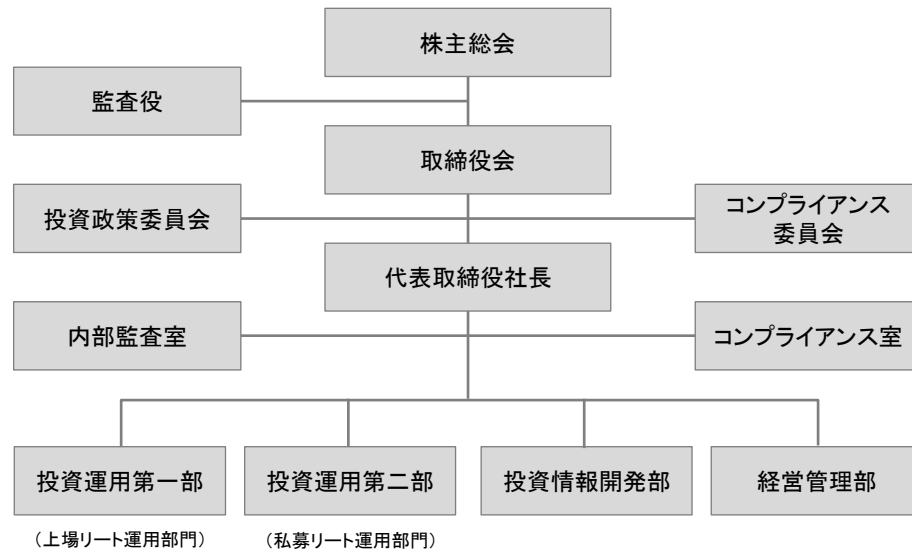 株主総会
監査役
取締役会
投資政策委員会
コンプライアンス
委員会
代表取締役社長
内部監査室
コンプライアンス室
投資運用第一部
投資運用第二部
投資情報開発部
経営管理部
（上場リート運用部門）
（私募リート運用部門）